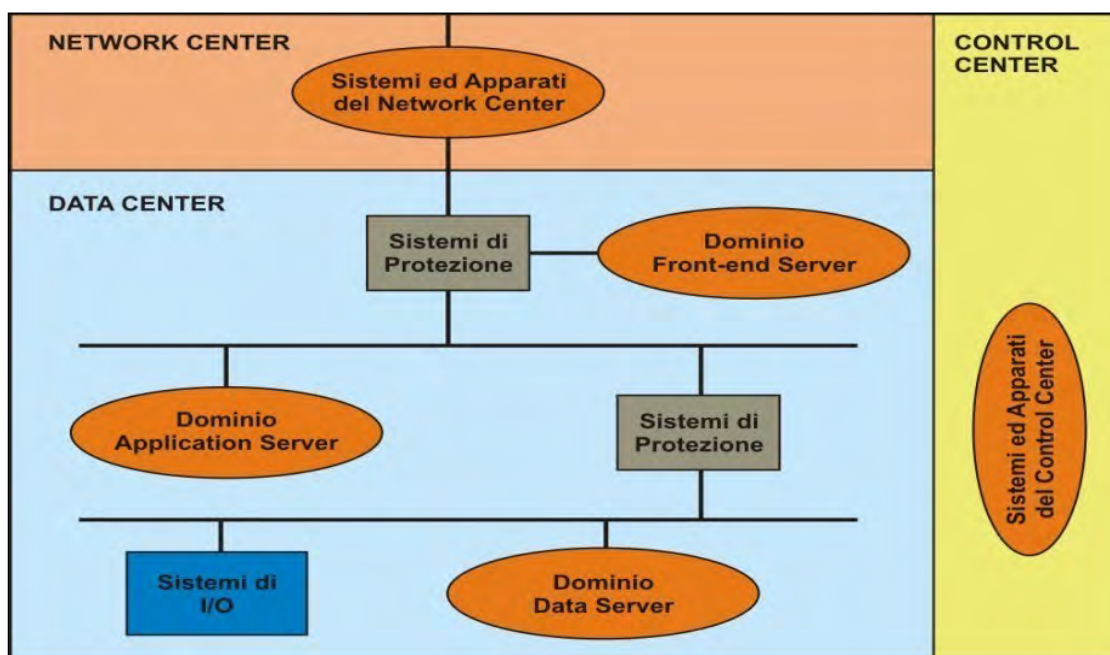 NETWORK CENTER
Sistemi ed Apparati
del Network Center
CONTROL
CENTER
DATA CENTER
Sistemi di
Protezione
Dominio
Front-end Server
Dominio
Application Server
Sistemi di
Protezione
Sistemi ed Apparati
del Control Center
Sistemi di
I/O
Dominio
Data Server